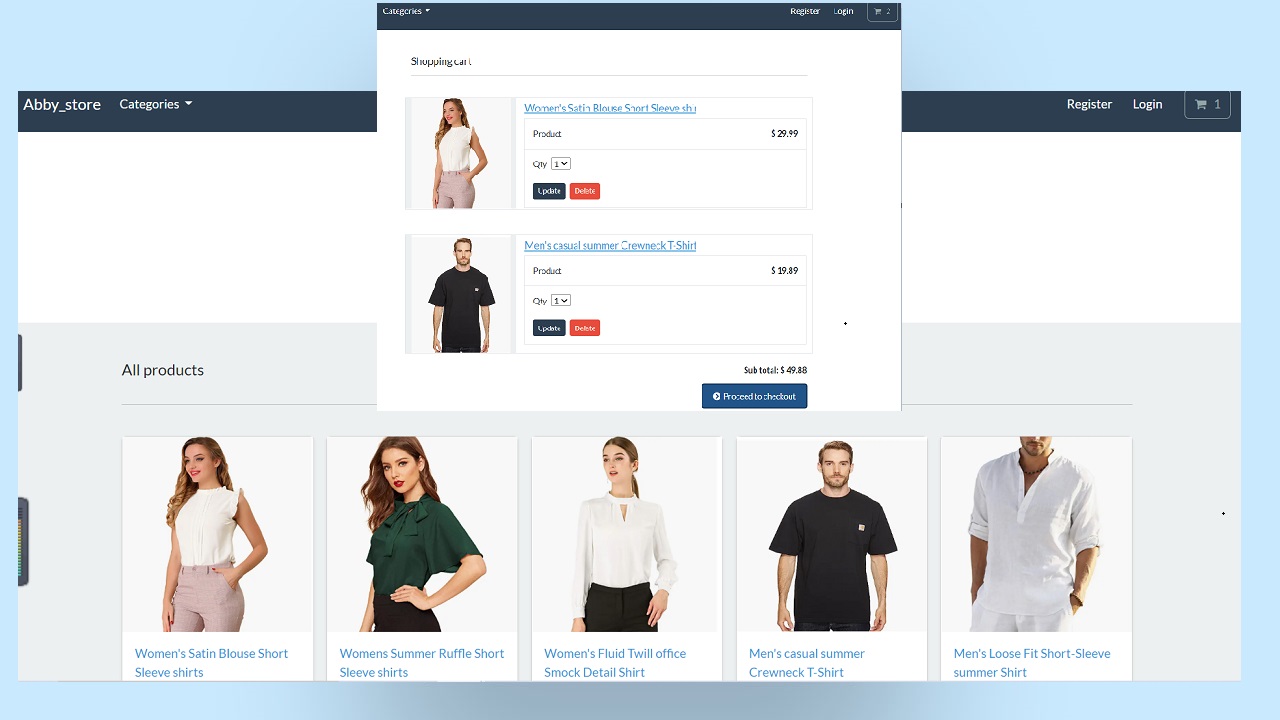 Categories
Register Login 2
Shopping cart
Women's Satin Blouse Short Sleeve shi
Product $ 29.99
Qty 1
Update Delete
Men's casual summer Crewneck T-Shirt
Product $ 19.89
Qty 1
Update Delete
Sub total: $ 49.88
Proceed to checkout
Abby_store Categories
Register Login 1
All products
Women's Satin Blouse Short
Sleeve shirts
Womens Summer Ruffle Short
Sleeve shirts
Women's Fluid Twill office
Smock Detail Shirt
Men's casual summer
Crewneck T-Shirt
Men's Loose Fit Short-Sleeve
summer Shirt